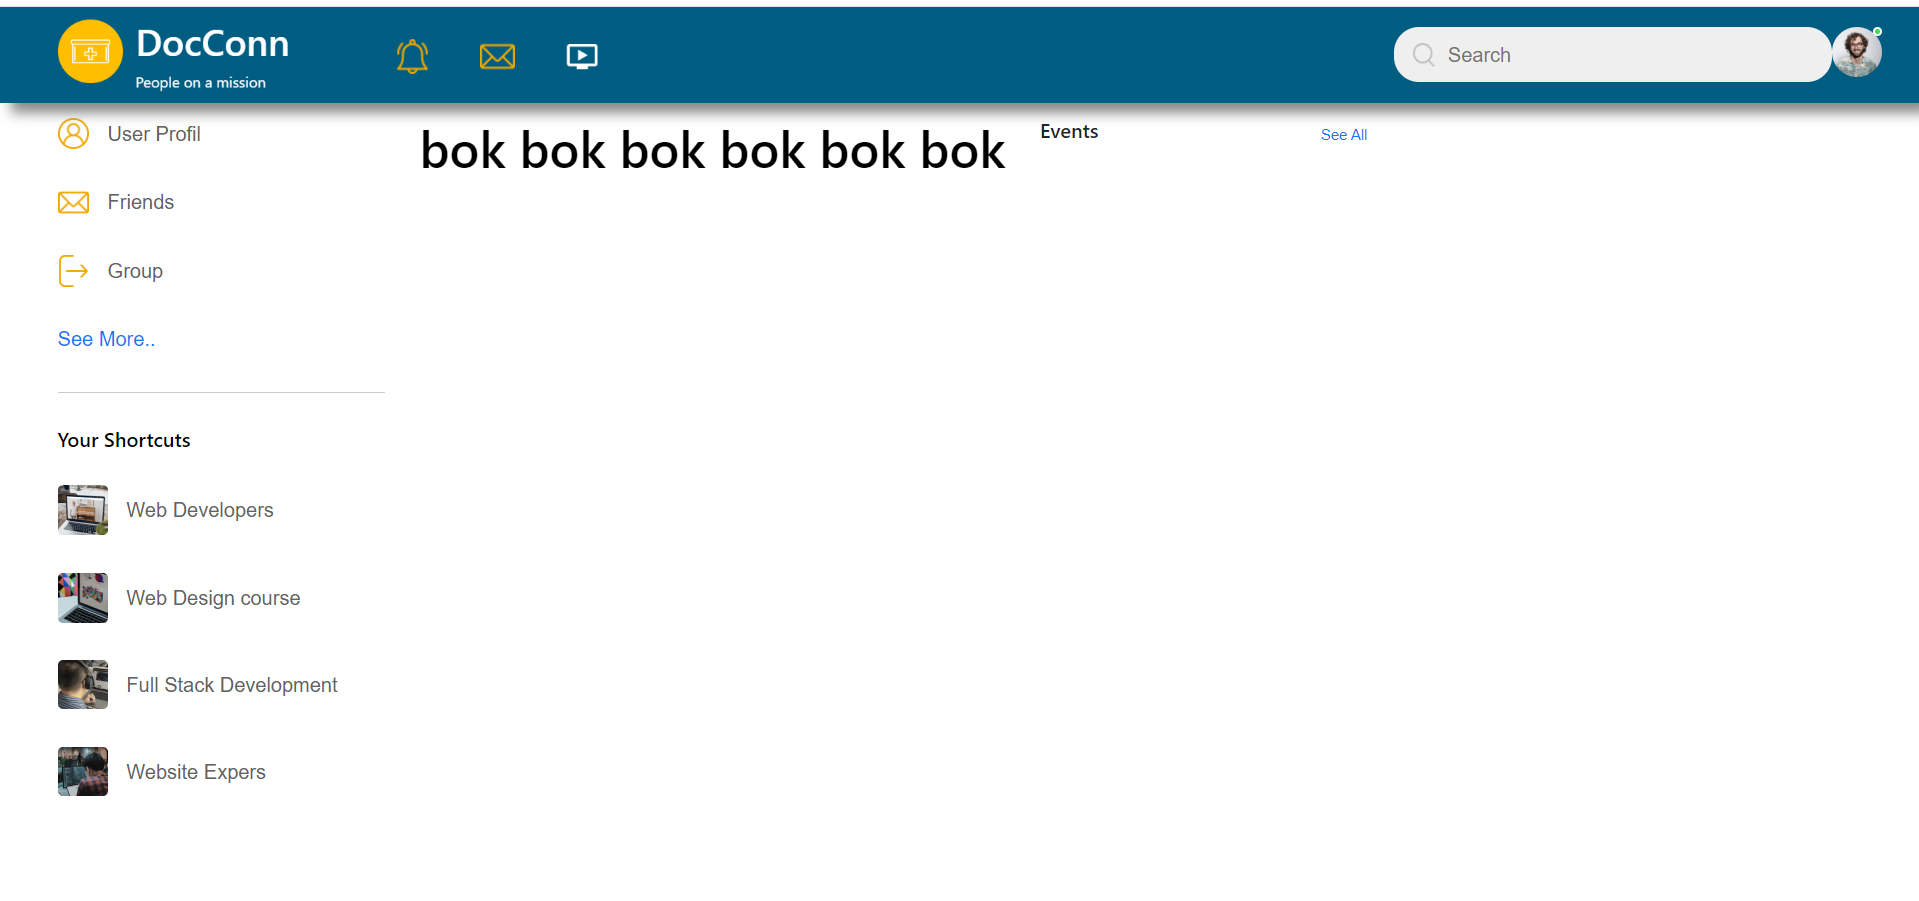 DocConn
People on a mission
Search
User Profil
Friends
Group
See More..
Your Shortcuts
Web Developers
Web Design course
Full Stack Development
Website Expers
bok bok bok bok bok bok
Events
See All